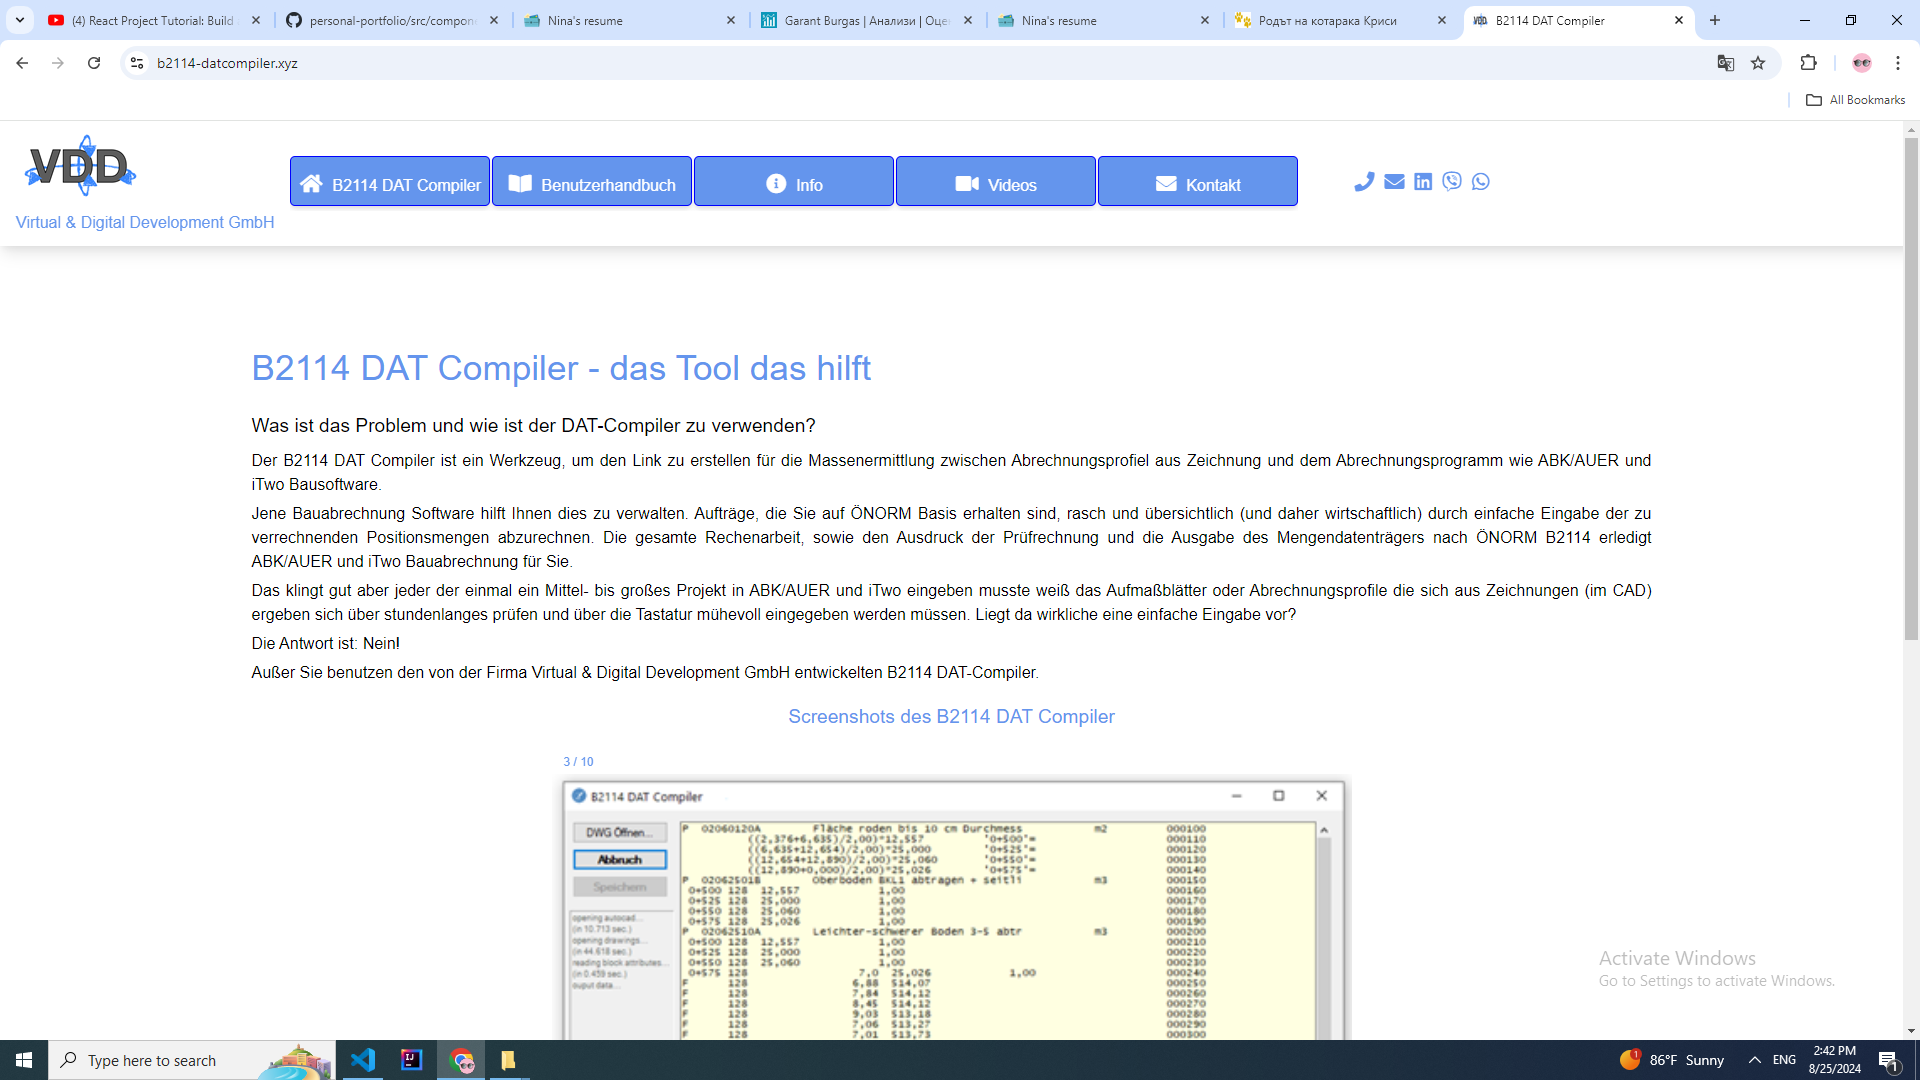 (4) React Project Tutorial: Build
personal-portfolio/src/compone
Nina's resume
Garant Burgas | Анализи | Оцен
Nina's resume
Родът на котарака Криси
B2114 DAT Compiler
b2114-datcompiler.xyz
All Bookmarks
VDD
Virtual & Digital Development GmbH
B2114 DAT Compiler
Benutzerhandbuch
Info
Videos
Kontakt
B2114 DAT Compiler - das Tool das hilft
Was ist das Problem und wie ist der DAT-Compiler zu verwenden?
Der B2114 DAT Compiler ist ein Werkzeug, um den Link zu erstellen für die Massenermittlung zwischen Abrechnungsprofiel aus Zeichnung und dem Abrechnungsprogramm wie ABK/AUER und
iTwo Bausoftware.
Jene Bauabrechnung Software hilft Ihnen dies zu verwalten. Aufträge, die Sie auf ÖNORM Basis erhalten sind, rasch und übersichtlich (und daher wirtschaftlich) durch einfache Eingabe der zu
verrechnenden Positionsmengen abzurechnen. Die gesamte Rechenarbeit, sowie den Ausdruck der Prüfrechnung und die Ausgabe des Mengendatenträgers nach ÖNORM B2114 erledigt
ABK/AUER und iTwo Bauabrechnung für Sie.
Das klingt gut aber jeder der einmal ein Mittel- bis großes Projekt in ABK/AUER und iTwo eingeben musste weiß das Aufmaßblätter oder Abrechnungsprofile die sich aus Zeichnungen (im CAD)
ergeben sich über stundenlanges prüfen und über die Tastatur mühevoll eingegeben werden müssen. Liegt da wirkliche eine einfache Eingabe vor?
Die Antwort ist: Nein!
Außer Sie benutzen den von der Firma Virtual & Digital Development GmbH entwickelten B2114 DAT-Compiler.
Screenshots des B2114 DAT Compiler
3 / 10
B2114 DAT Compiler
DWG Öffnen...
Abbruch
Speichern
opening autocad...
(in 10.713 sec.)
opening drawings...
(in 44.618 sec.)
reading block attributes...
(in 0.459 sec.)
ouput data...
P 02060120A Fläche roden bis 10 cm Durchmess m2 000100
((2,376+6,635)/2,00)*12,557 '0+500'= 000110
((6,635+12,654)/2,00)*25,000 '0+525'= 000120
((12,654+12,890)/2,00)*25,060 '0+550'= 000130
((12,890+0,000)/2,00)*25,026 '0+575'= 000140
P 02062501B Oberboden BKL1 abtragen + seitli m3 000150
0+500 128 12,557 1,00 000160
0+525 128 25,000 1,00 000170
0+550 128 25,060 1,00 000180
0+575 128 25,026 1,00 000190
P 02062510A Leichter-schwerer Boden 3-5 abtr m3 000200
0+500 128 12,557 1,00 000210
0+525 128 25,000 1,00 000220
0+550 128 25,060 1,00 000230
0+575 128 7,0 25,026 1,00 000240
F 128 6,88 514,07 000250
F 128 7,84 514,12 000260
F 128 8,45 514,12 000270
F 128 9,03 513,18 000280
F 128 7,06 513,27 000290
F 128 7,01 513,73 000300
Activate Windows
Go to Settings to activate Windows.
Type here to search
86°F Sunny
ENG
2:42 PM
8/25/2024
1
1